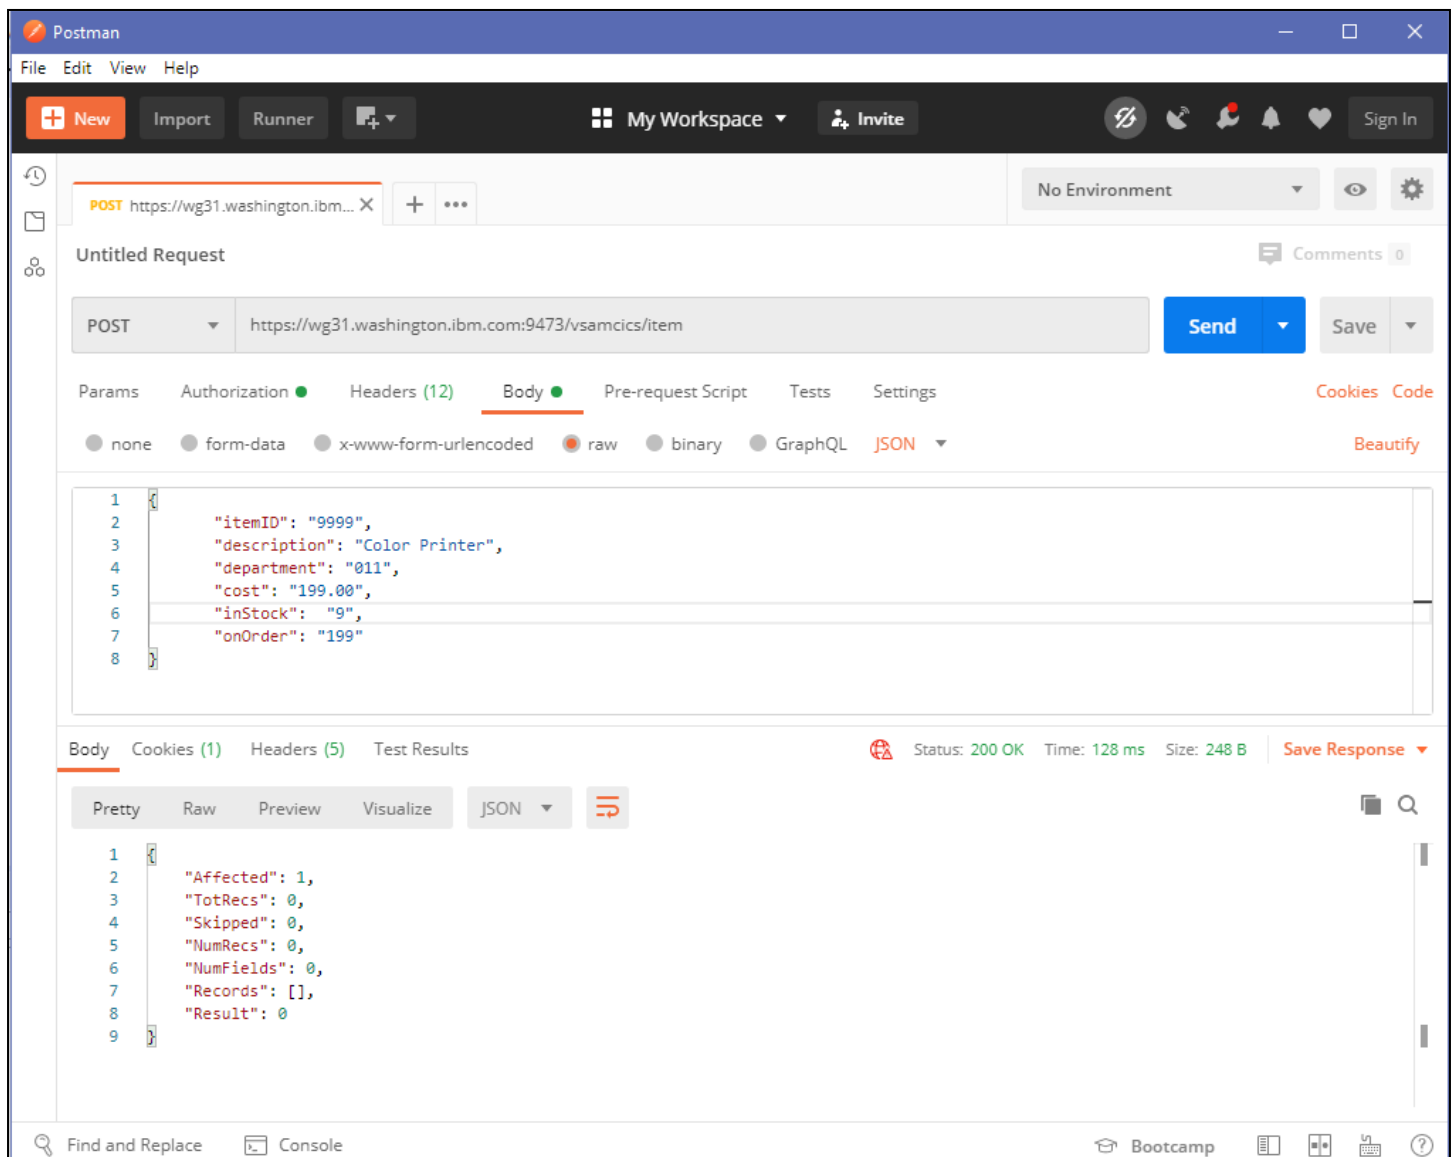 Postman
File Edit View Help
New Import Runner My Workspace Invite Sign In
POST https://wg31.washington.ibm... No Environment
Untitled Request Comments 0
POST https://wg31.washington.ibm.com:9473/vsamcics/item Send Save
Params Authorization Headers (12) Body Pre-request Script Tests Settings Cookies Code
none form-data x-www-form-urlencoded raw binary GraphQL JSON Beautify
1 {
2 "itemID": "9999",
3 "description": "Color Printer",
4 "department": "011",
5 "cost": "199.00",
6 "inStock":  "9",
7 "onOrder": "199"
8 }
Body Cookies (1) Headers (5) Test Results Status: 200 OK Time: 128 ms Size: 248 B Save Response
Pretty Raw Preview Visualize JSON
1 {
2 "Affected": 1,
3 "TotRecs": 0,
4 "Skipped": 0,
5 "NumRecs": 0,
6 "NumFields": 0,
7 "Records": [],
8 "Result": 0
9 }
Find and Replace Console Bootcamp